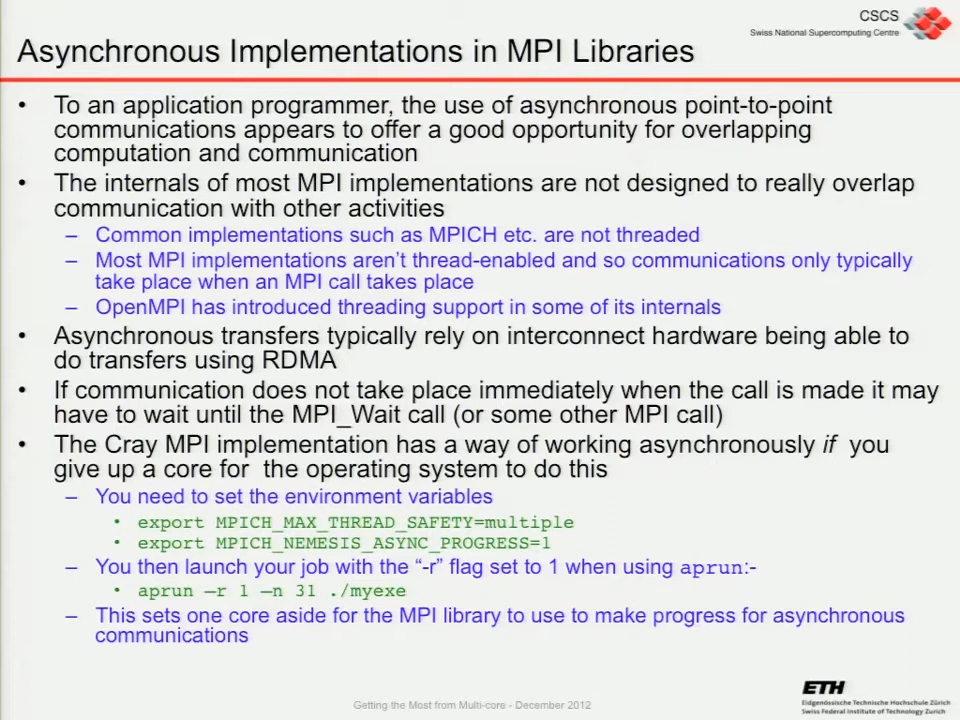 CSCS
Swiss National Supercomputing Centre
Asynchronous Implementations in MPI Libraries
• To an application programmer, the use of asynchronous point-to-point
communications appears to offer a good opportunity for overlapping
computation and communication
• The internals of most MPI implementations are not designed to really overlap
communication with other activities
– Common implementations such as MPICH etc. are not threaded
– Most MPI implementations aren't thread-enabled and so communications only typically
take place when an MPI call takes place
– OpenMPI has introduced threading support in some of its internals
• Asynchronous transfers typically rely on interconnect hardware being able to
do transfers using RDMA
• If communication does not take place immediately when the call is made it may
have to wait until the MPI_Wait call (or some other MPI call)
• The Cray MPI implementation has a way of working asynchronously if you
give up a core for the operating system to do this
– You need to set the environment variables
• export MPICH_MAX_THREAD_SAFETY=multiple
• export MPICH_NEMESIS_ASYNC_PROGRESS=1
– You then launch your job with the “-r” flag set to 1 when using aprun:-
• aprun –r 1 –n 31 ./myexe
– This sets one core aside for the MPI library to use to make progress for asynchronous
communications
Getting the Most from Multi-core - December 2012
ETH
Eidgenössische Technische Hochschule Zürich
Swiss Federal Institute of Technology Zurich